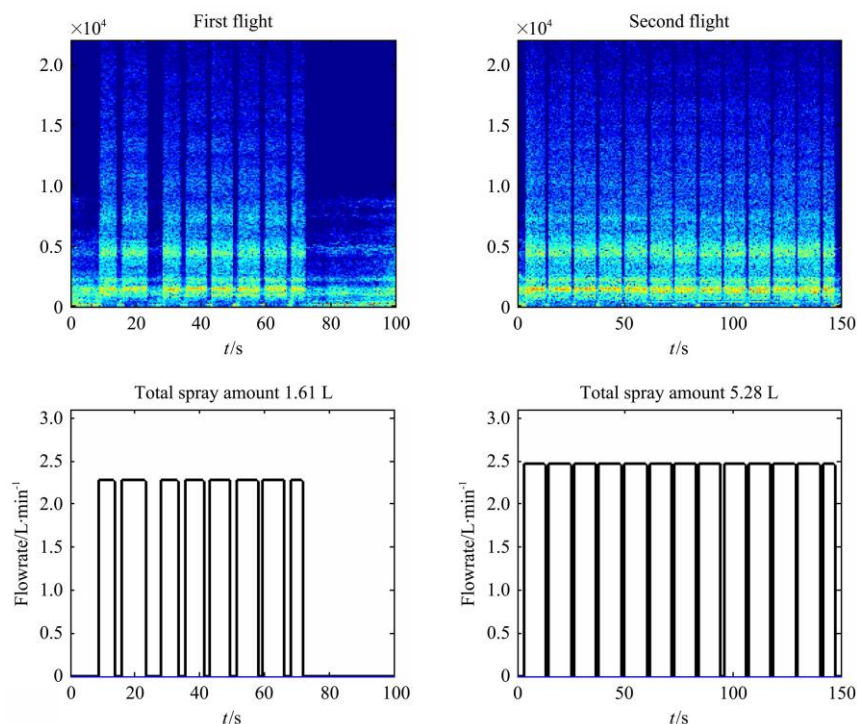 First flight
×10⁴
2.0
1.5
1.0
0.5
0
0 20 40 60 80 100
t/s
Second flight
×10⁴
2.0
1.5
1.0
0.5
0
0 50 100 150
t/s
Total spray amount 1.61 L
Flowrate/L·min⁻¹
3.0
2.5
2.0
1.5
1.0
0.5
0
0 20 40 60 80 100
t/s
Total spray amount 5.28 L
Flowrate/L·min⁻¹
3.0
2.5
2.0
1.5
1.0
0.5
0
0 50 100 150
t/s